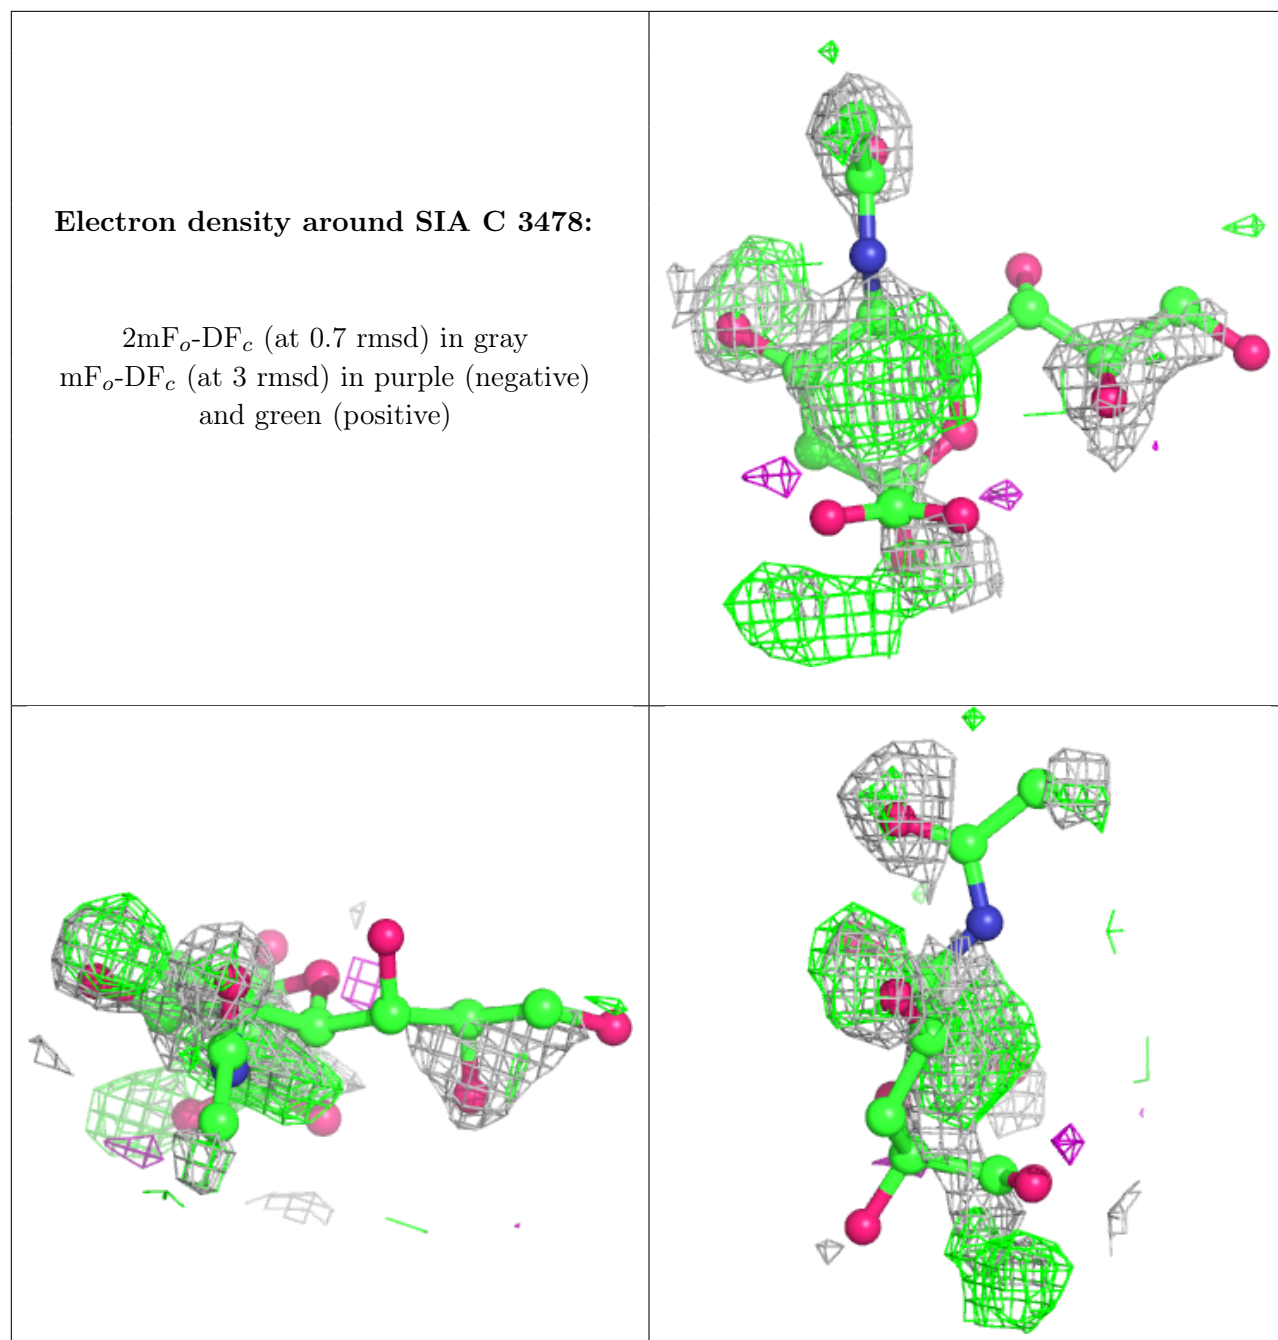 Electron density around SIA C 3478:
2mFo-DFc (at 0.7 rmsd) in gray
mFo-DFc (at 3 rmsd) in purple (negative)
and green (positive)